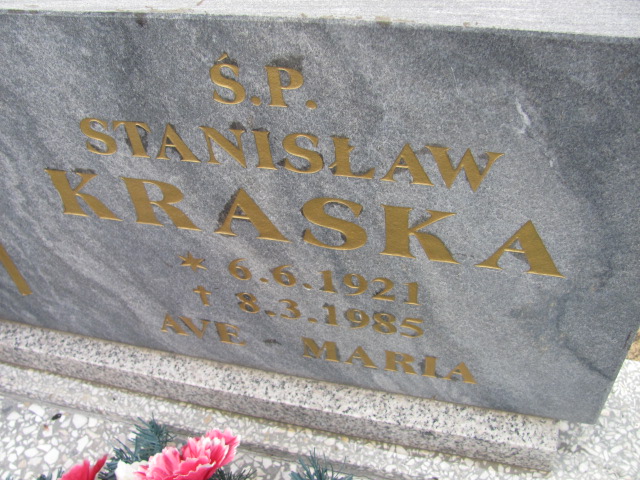 Ś.P.
STANISŁAW
KRASKA
* 6.6.1921
† 8.3.1985
AVE - MARIA